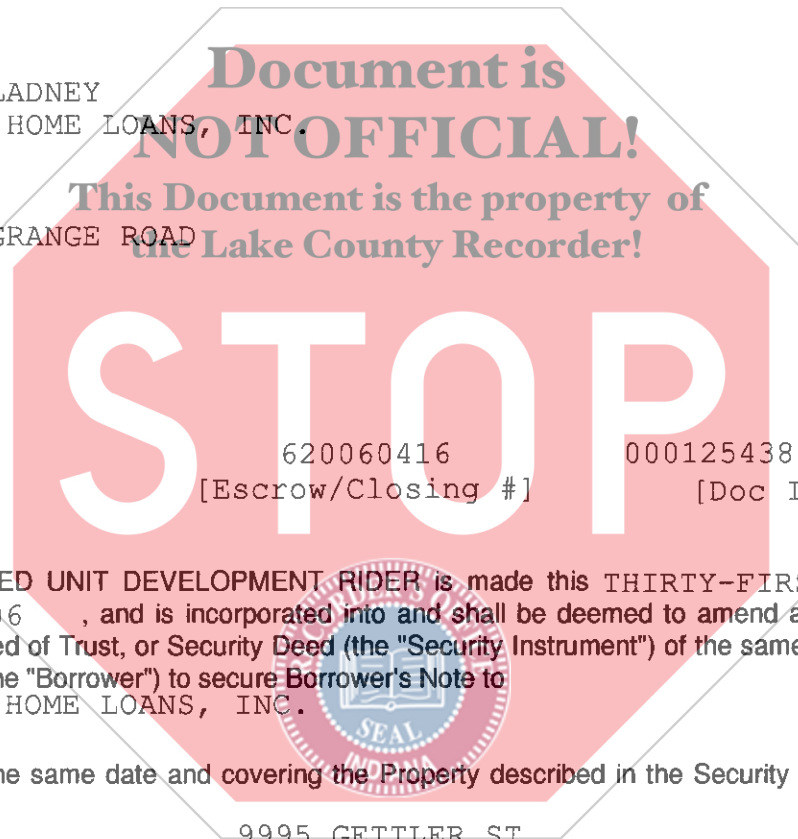 Document is
LADNEY
HOME LOANS, INC.
NOT OFFICIAL!
This Document is the property of
GRANGE ROAD
the Lake County Recorder!
STOP
620060416 000125438
[Escrow/Closing #] [Doc I
ED UNIT DEVELOPMENT RIDER is made this THIRTY-FIRS
06 , and is incorporated into and shall be deemed to amend a
ed of Trust, or Security Deed (the "Security Instrument") of the same
he "Borrower") to secure Borrower's Note to
HOME LOANS, INC.
RECORDER'S OFFICE
SEAL
INDIANA
he same date and covering the Property described in the Security
9995 GETTLER ST